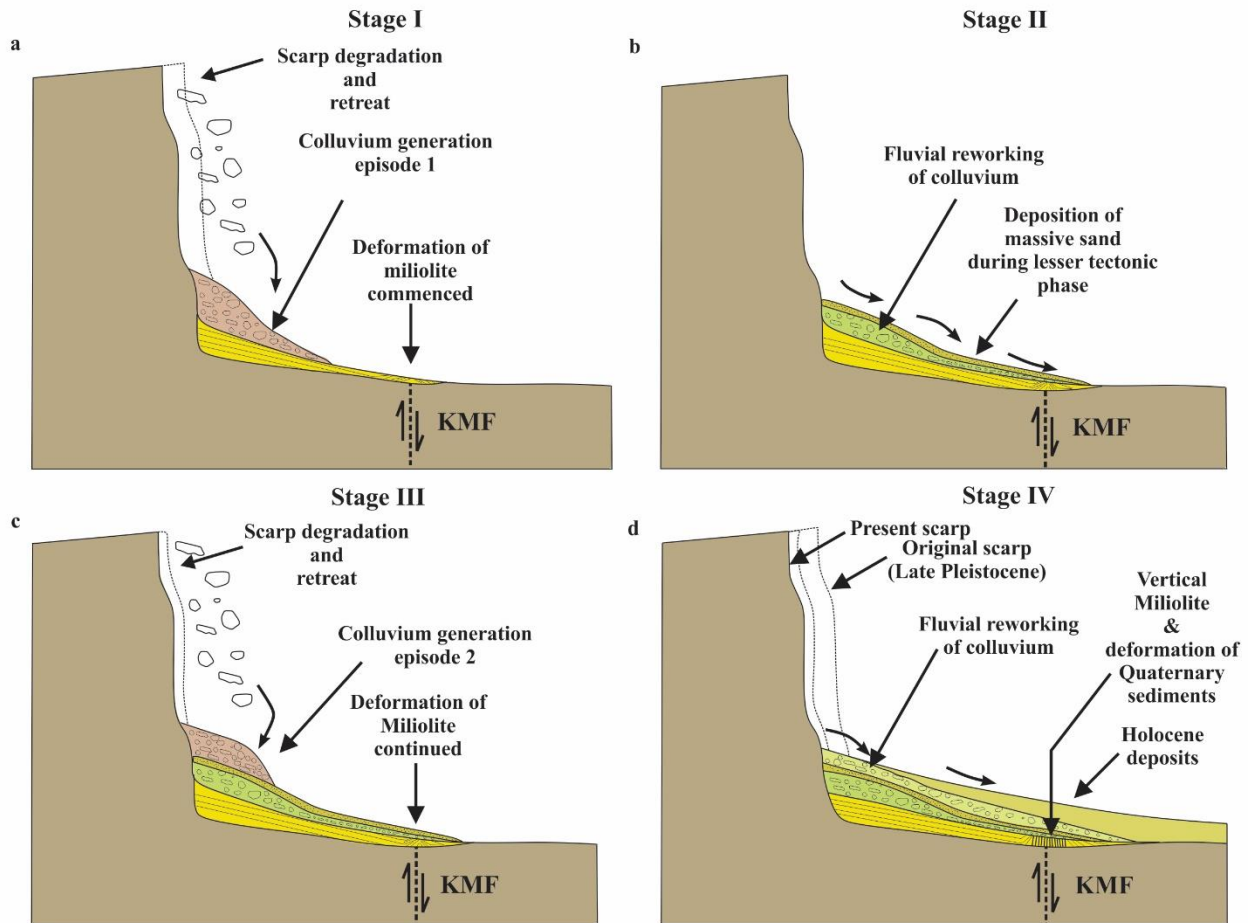 Stage I
a
Scarp degradation
and
retreat
Colluvium generation
episode 1
Deformation of
miliolite
commenced
KMF
Stage II
b
Fluvial reworking
of colluvium
Deposition of
massive sand
during lesser tectonic
phase
KMF
Stage III
c
Scarp degradation
and
retreat
Colluvium generation
episode 2
Deformation of
Miliolite
continued
KMF
Stage IV
d
Present scarp
Original scarp
(Late Pleistocene)
Fluvial reworking
of colluvium
Vertical
Miliolite
&
deformation of
Quaternary
sediments
Holocene
deposits
KMF